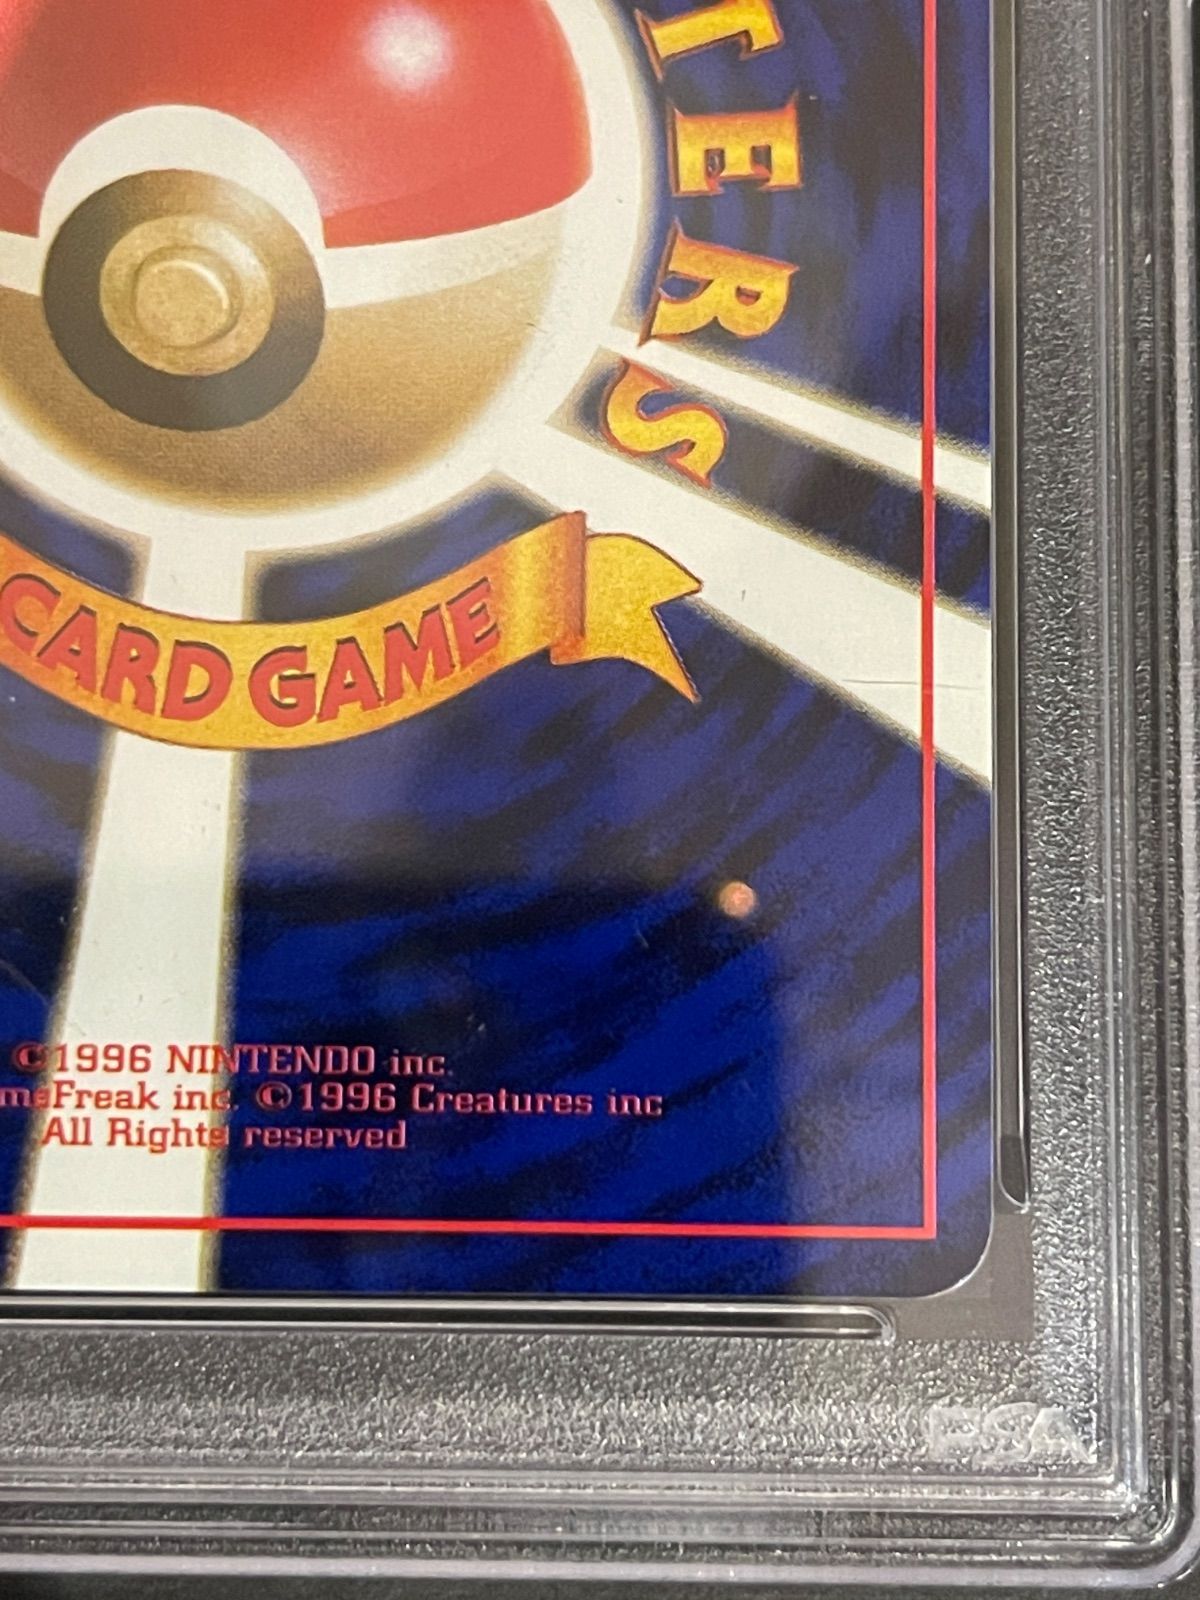 TERS
CARD GAME
©1996 NINTENDO inc.
meFreak inc. ©1996 Creatures inc
All Rights reserved
PSA